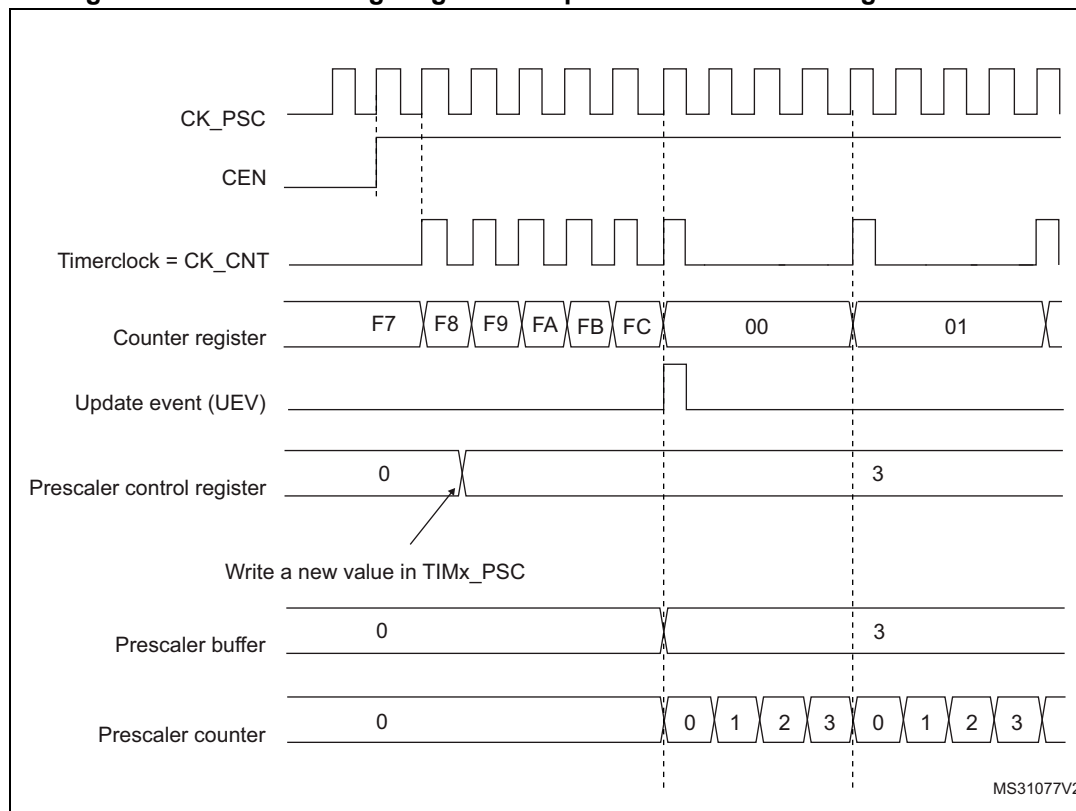 CK_PSC
CEN
Timerclock = CK_CNT
Counter register
F7 F8 F9 FA FB FC 00 01
Update event (UEV)
Prescaler control register
0 3
Write a new value in TIMx_PSC
Prescaler buffer
0 3
Prescaler counter
0 0 1 2 3 0 1 2 3
MS31077V2